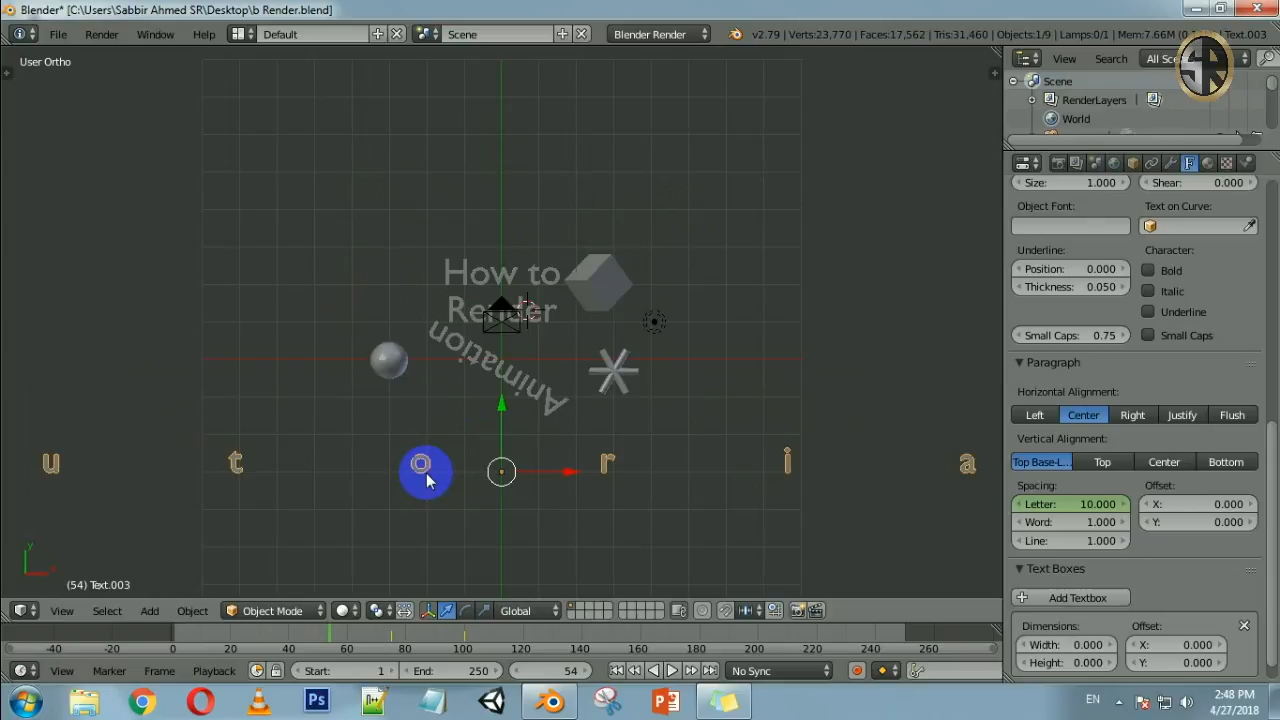 Blender* [C:\Users\Sabbir Ahmed SR\Desktop\b Render.blend]
File Render Window Help Default Scene Blender Render v2.79 | Verts:23,770 | Faces:17,562 | Tris:31,460 | Objects:1/9 | Lamps:0/1 | Mem:7.66M Text.003
User Ortho
View Search All Sce
Scene
RenderLayers
World
Size: 1.000 Shear: 0.000
Object Font: Text on Curve:
Underline: Character:
Position: 0.000 Bold
Thickness: 0.050 Italic
Underline
Small Caps: 0.75 Small Caps
Paragraph
Horizontal Alignment:
Left Center Right Justify Flush
Vertical Alignment:
Top Base-L... Top Center Bottom
Spacing: Offset:
Letter: 10.000 X: 0.000
Word: 1.000 Y: 0.000
Line: 1.000
Text Boxes
Add Textbox
Dimensions: Offset:
Width: 0.000 X: 0.000
Height: 0.000 Y: 0.000
How to
Render
Animation
u t o r i a
y
x
(54) Text.003
View Select Add Object Object Mode Global
-40 -20 0 20 40 60 80 100 120 140 160 180 200 220 240 260
View Marker Frame Playback Start: 1 End: 250 54 No Sync
Ps
EN
2:48 PM
4/27/2018